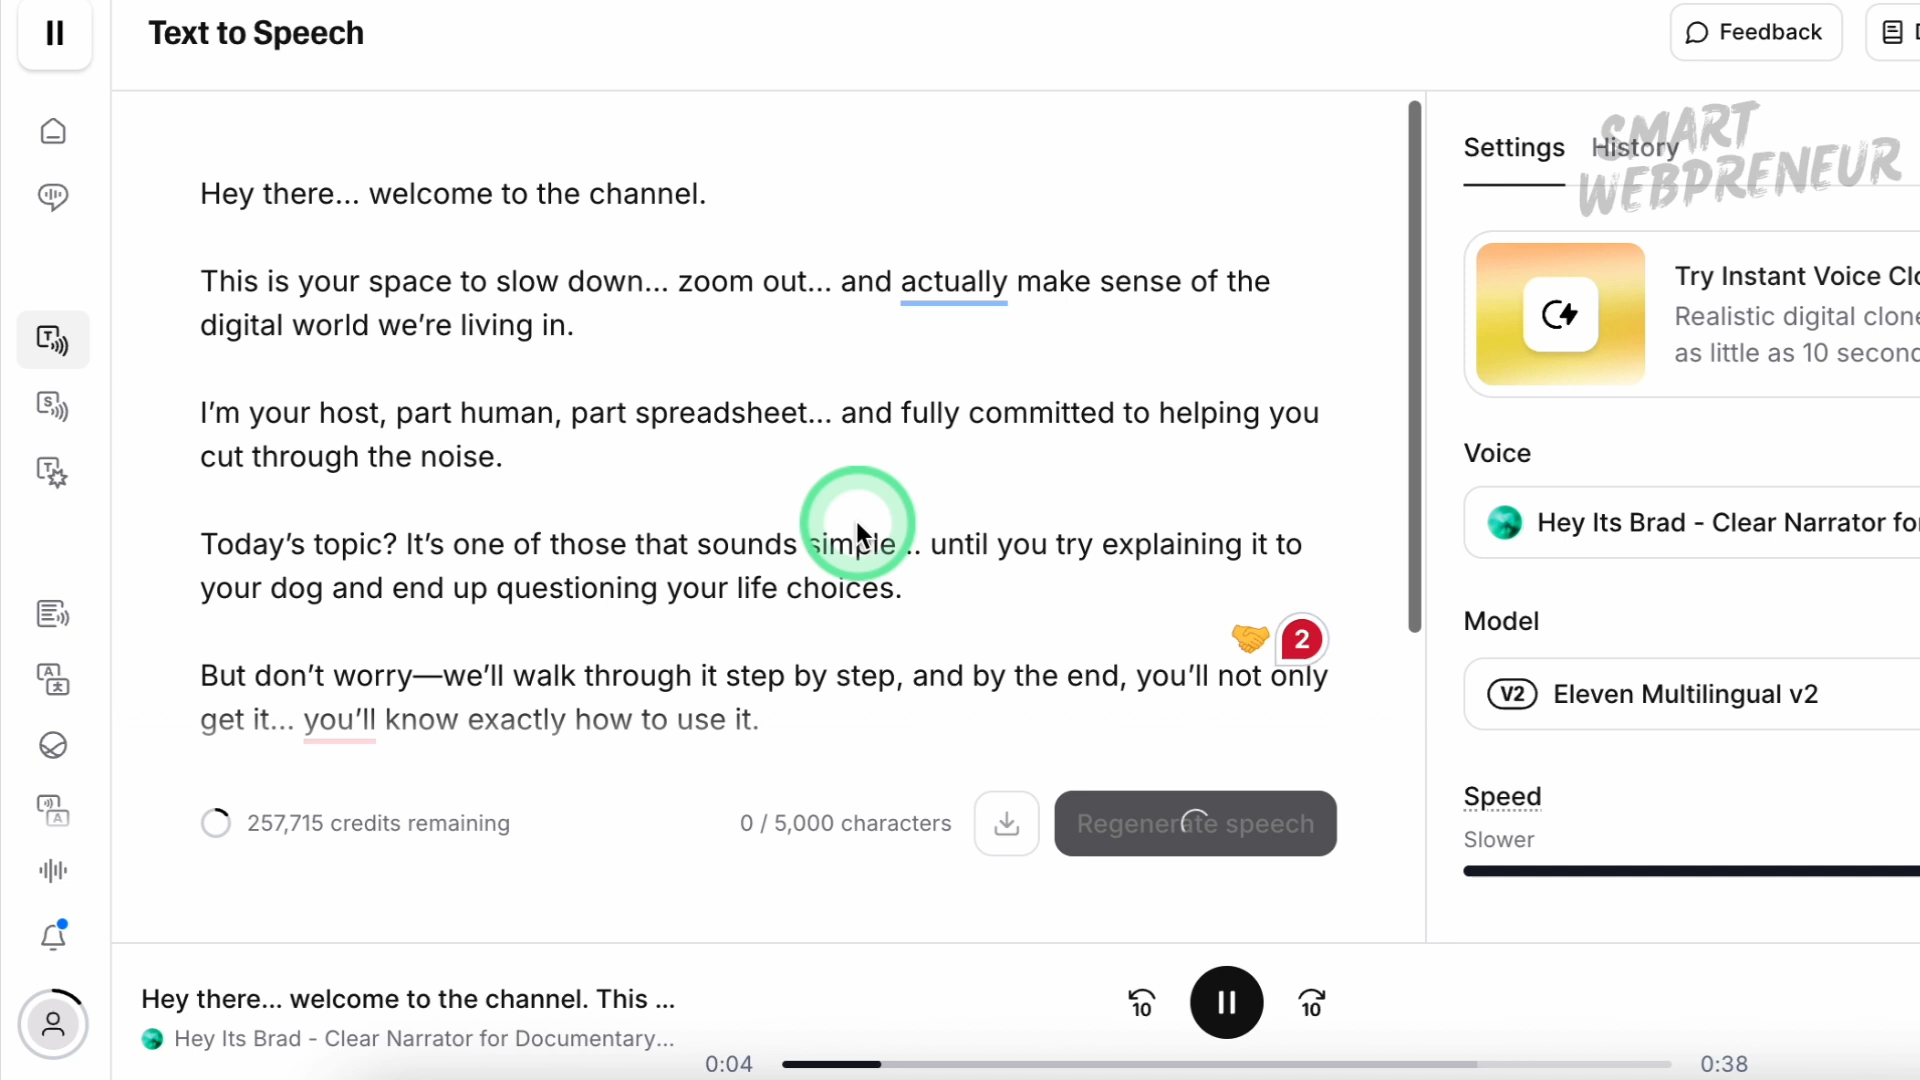 Text to Speech
Feedback
Settings
History
SMART
WEBPRENEUR
Hey there... welcome to the channel.
This is your space to slow down... zoom out... and actually make sense of the
digital world we're living in.
I'm your host, part human, part spreadsheet... and fully committed to helping you
cut through the noise.
Today's topic? It's one of those that sounds simple... until you try explaining it to
your dog and end up questioning your life choices.
2
But don't worry—we'll walk through it step by step, and by the end, you'll not only
get it... you'll know exactly how to use it.
257,715 credits remaining
0 / 5,000 characters
Regenerate speech
Try Instant Voice Clo
Realistic digital clone
as little as 10 second
Voice
Hey Its Brad - Clear Narrator fo
Model
V2 Eleven Multilingual v2
Speed
Slower
Hey there... welcome to the channel. This ...
Hey Its Brad - Clear Narrator for Documentary...
10
10
0:04
0:38